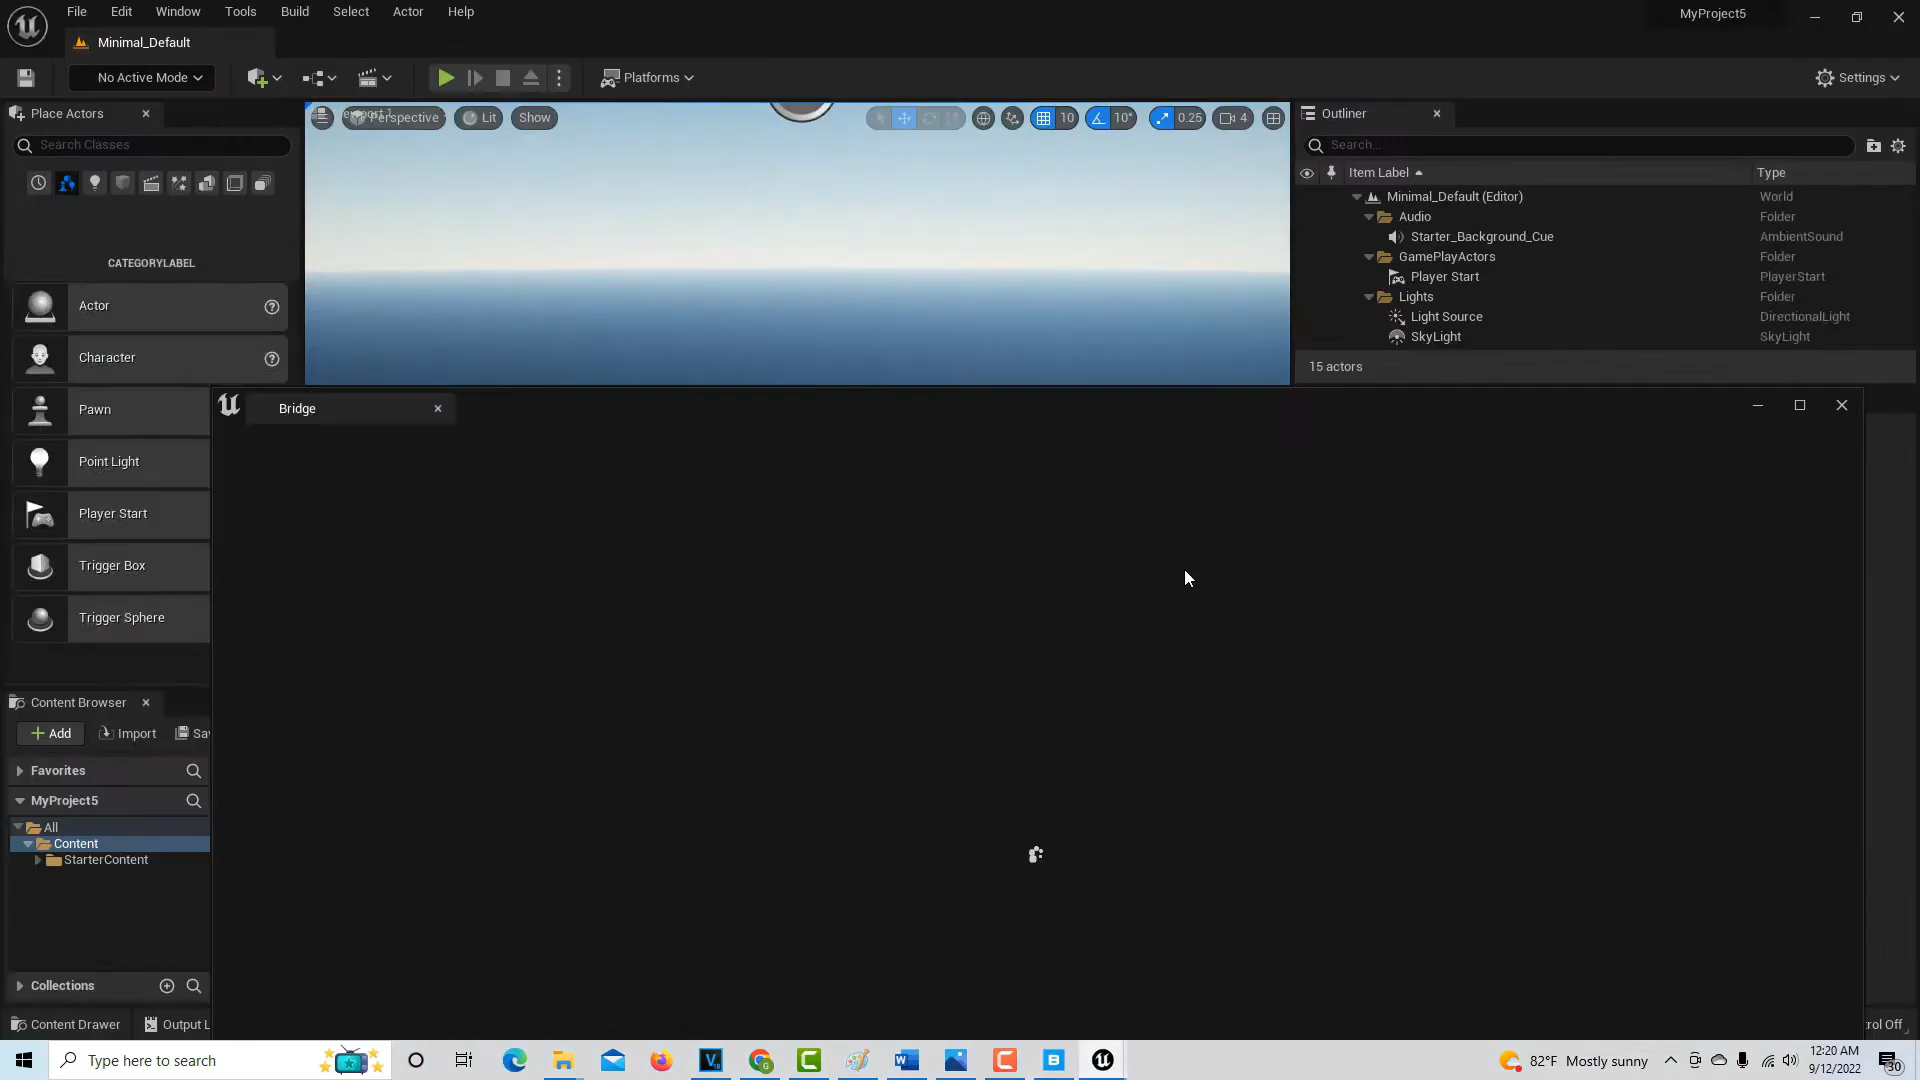 File Edit Window Tools Build Select Actor Help
MyProject5
Minimal_Default
No Active Mode
Platforms
Settings
Place Actors
Search Classes
CATEGORYLABEL
Actor
Character
Pawn
Point Light
Player Start
Trigger Box
Trigger Sphere
Perspective
Lit
Show
10
10°
0.25
4
Outliner
Search...
Item Label
Type
Minimal_Default (Editor) World
Audio Folder
Starter_Background_Cue AmbientSound
GamePlayActors Folder
Player Start PlayerStart
Lights Folder
Light Source DirectionalLight
SkyLight SkyLight
15 actors
Bridge
Content Browser
Add Import Sav
Favorites
MyProject5
All
Content
StarterContent
Collections
Content Drawer Output L
trol Off
Type here to search
82°F Mostly sunny
12:20 AM
9/12/2022
30